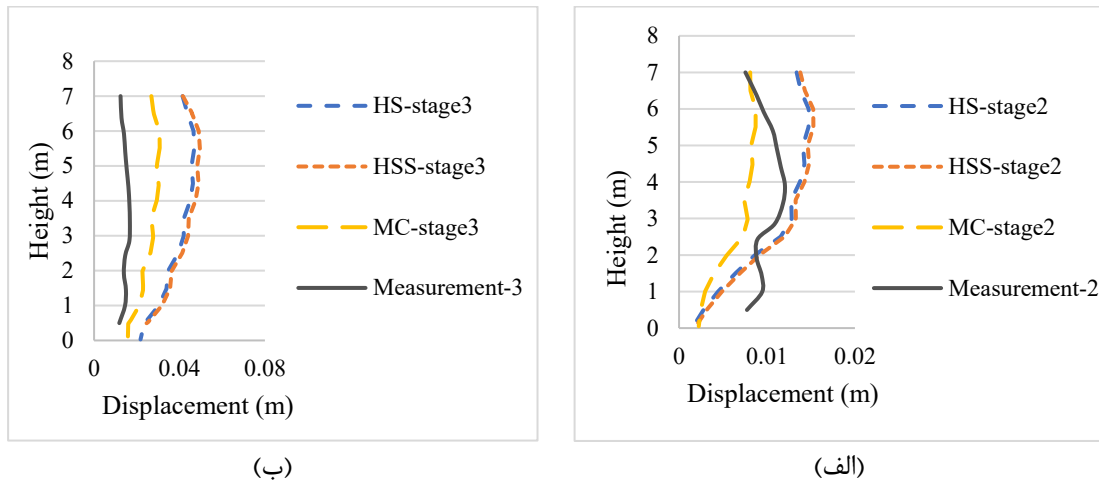 8
7
6
5
4
3
2
1
0
Height (m)
0
0.04
0.08
Displacement (m)
HS-stage3
HSS-stage3
MC-stage3
Measurement-3
(ب)
8
7
6
5
4
3
2
1
0
Height (m)
0
0.01
0.02
Displacement (m)
HS-stage2
HSS-stage2
MC-stage2
Measurement-2
(الف)